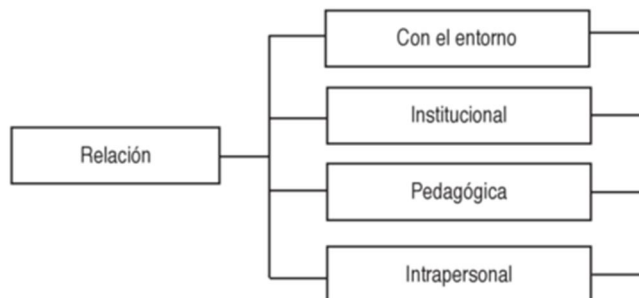 Con el entorno
Institucional
Relación
Pedagógica
Intrapersonal